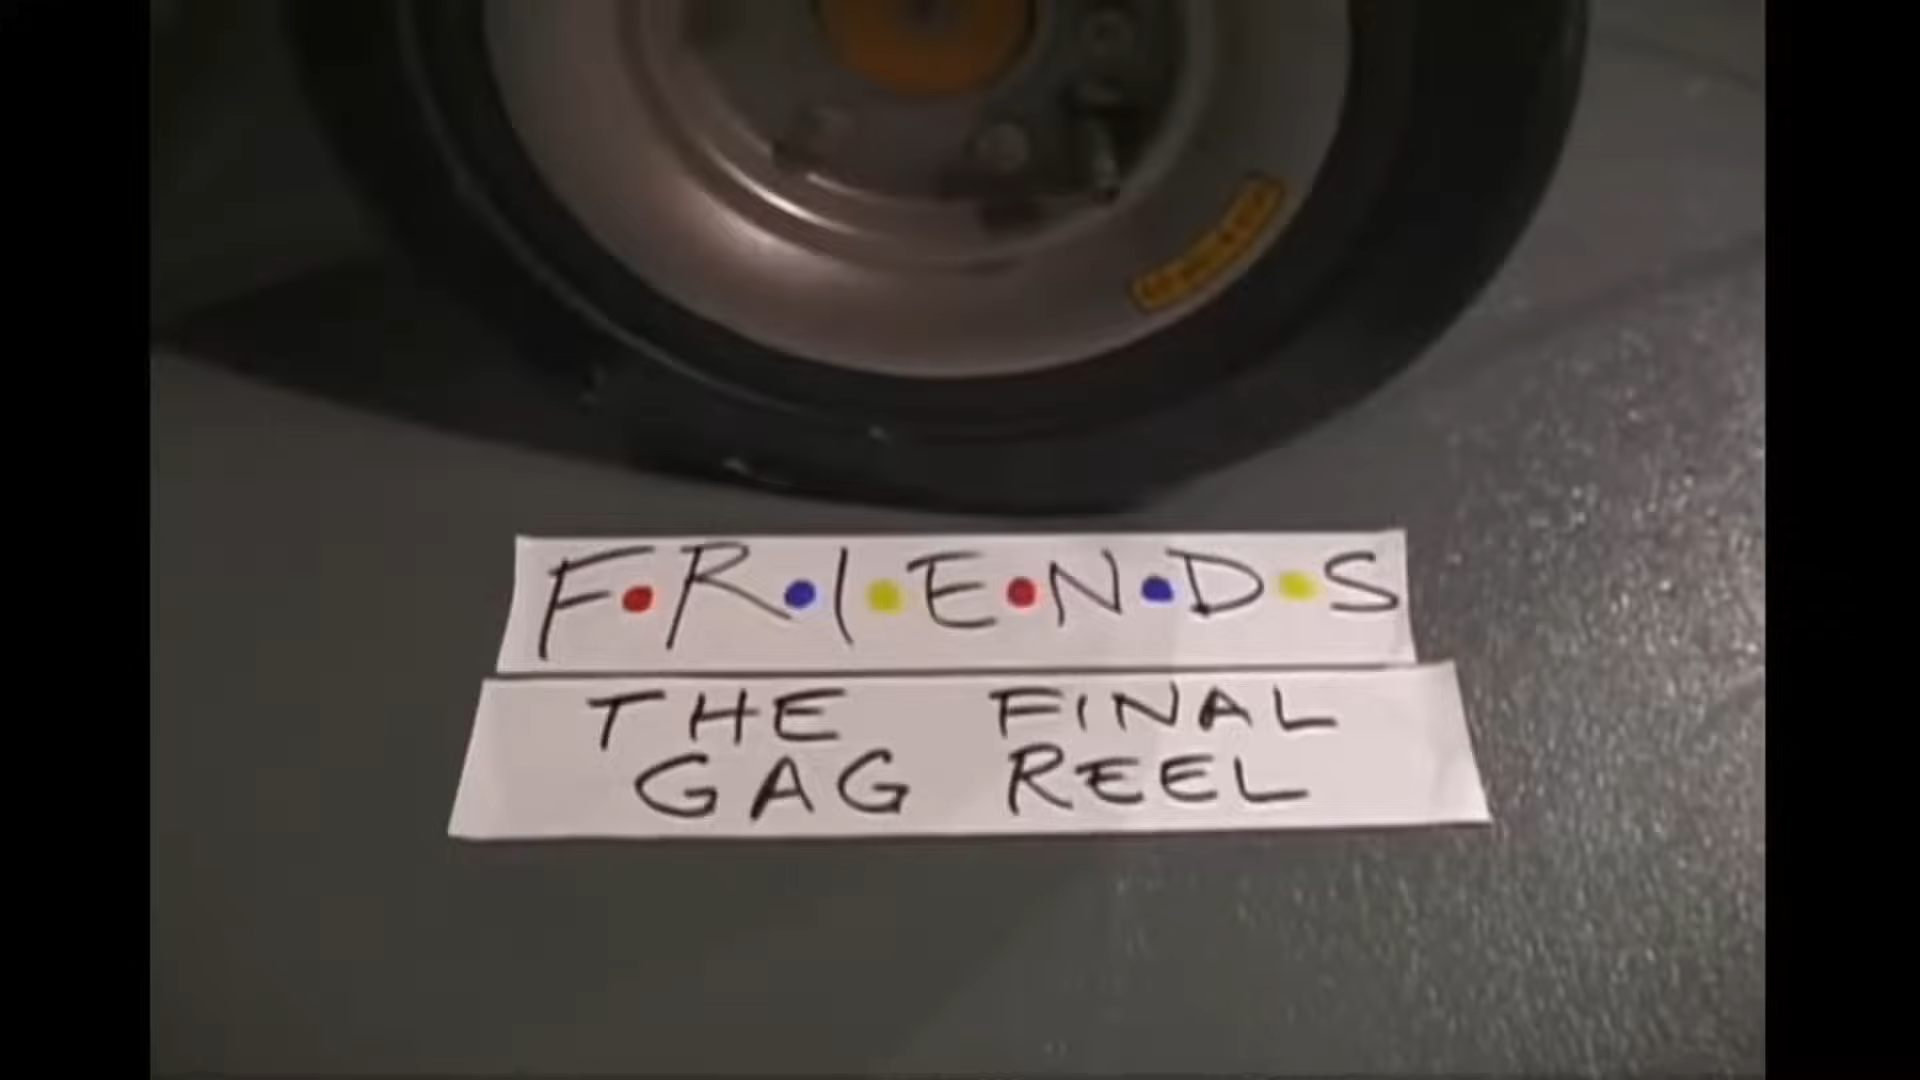 F•R•I•E•N•D•S
THE FINAL
GAG REEL